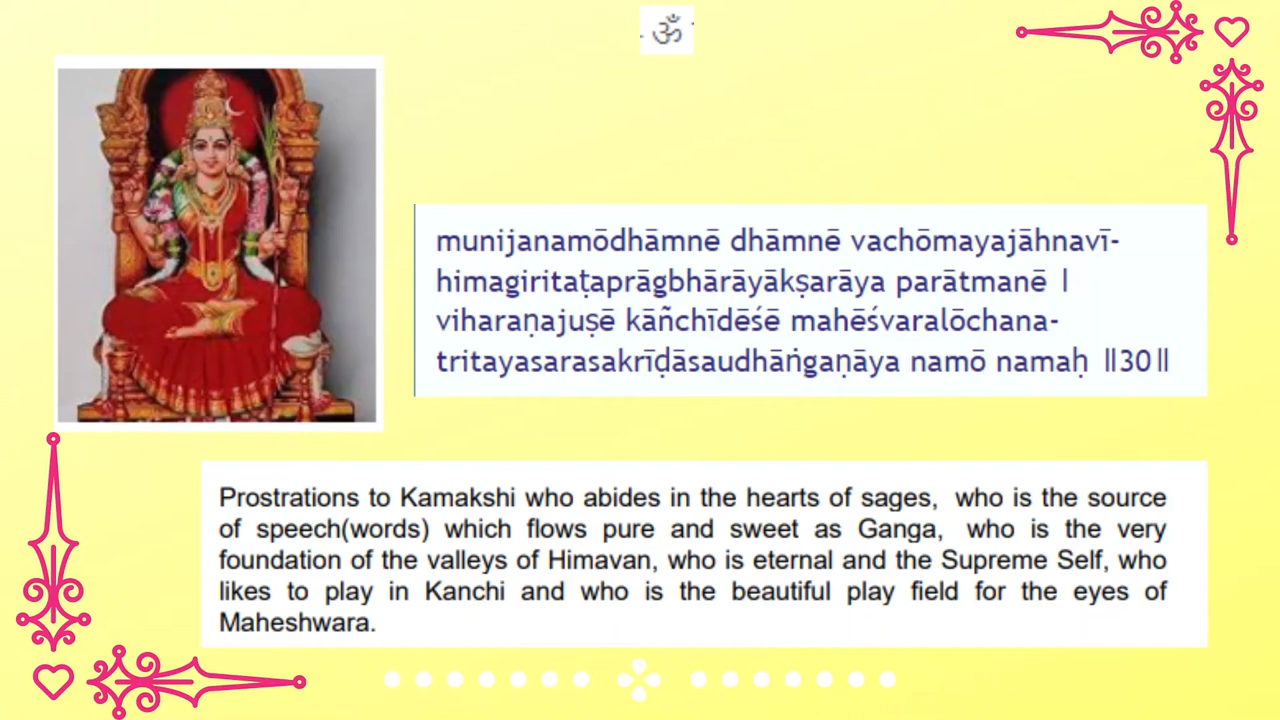 ॐ
munijanamōdhāmnē dhāmnē vachōmayajāhnavī-
himagiritaṭaprāgbhārāyākṣarāya parātmanē |
viharaṇajuṣē kāñchīdēśē mahēśvaralōchana-
tritayasarasakrīḍāsaudhāṅgaṇāya namō namaḥ ‖30‖
Prostrations to Kamakshi who abides in the hearts of sages, who is the source
of speech(words) which flows pure and sweet as Ganga, who is the very
foundation of the valleys of Himavan, who is eternal and the Supreme Self, who
likes to play in Kanchi and who is the beautiful play field for the eyes of
Maheshwara.